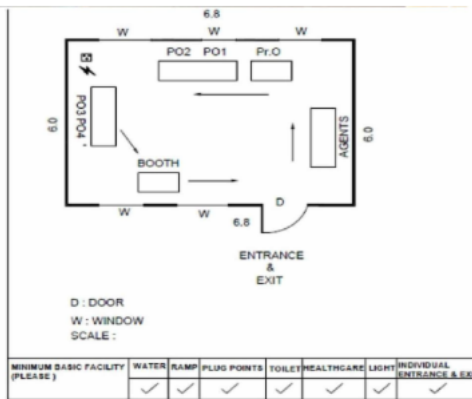 6.8
W W W
PO2 PO1 Pr.O
6.0
PO3 PO4
AGENTS
6.0
BOOTH
D
W W
6.8
ENTRANCE
&
EXIT
D : DOOR
W : WINDOW
SCALE :
MINIMUM BASIC FACILITY WATER RAMP PLUG POINTS TOILET HEALTHCARE LIGHT INDIVIDUAL
(PLEASE ) ENTRANCE & EX